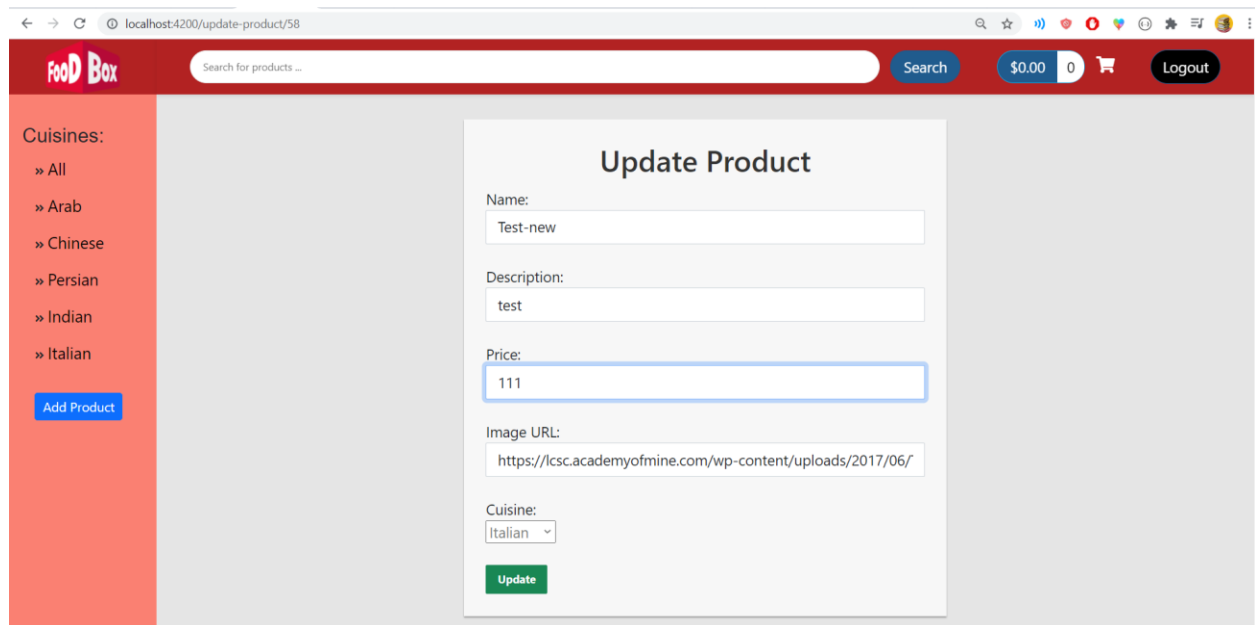 localhost:4200/update-product/58
FooD Box
Search for products ...
Search
$0.00 0
Logout
Cuisines:
» All
» Arab
» Chinese
» Persian
» Indian
» Italian
Add Product
Update Product
Name:
Test-new
Description:
test
Price:
111
Image URL:
https://lcsc.academyofmine.com/wp-content/uploads/2017/06/
Cuisine:
Italian
Update